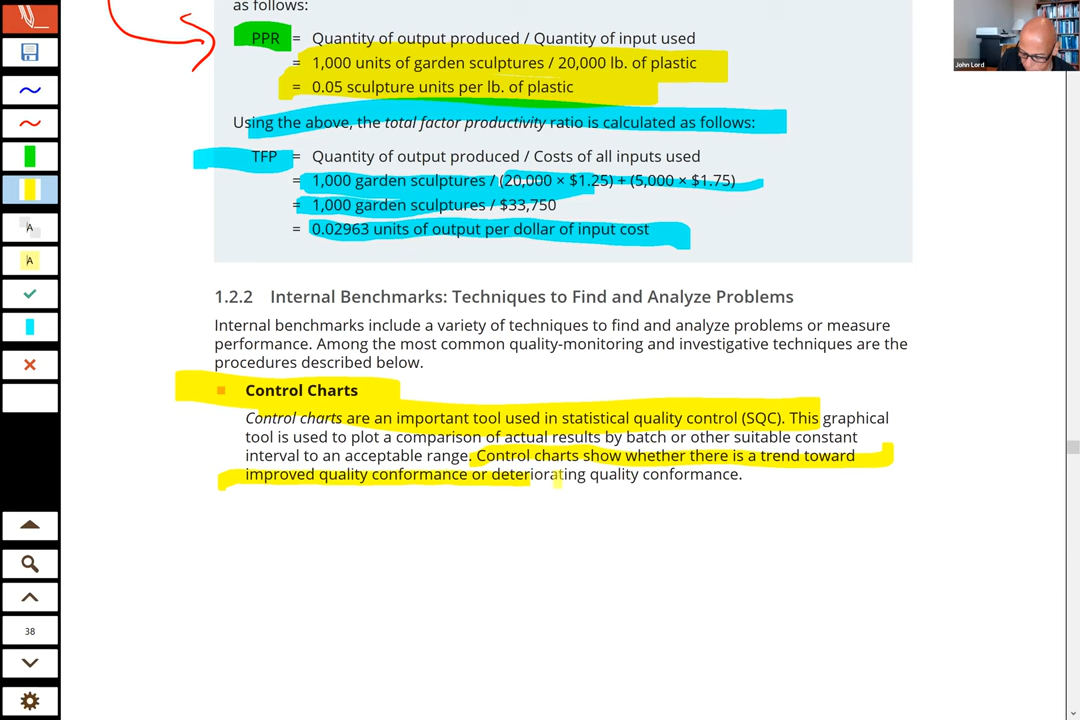 as follows:
PPR = Quantity of output produced / Quantity of input used
= 1,000 units of garden sculptures / 20,000 lb. of plastic
= 0.05 sculpture units per lb. of plastic
Using the above, the total factor productivity ratio is calculated as follows:
TFP = Quantity of output produced / Costs of all inputs used
= 1,000 garden sculptures / (20,000 × $1.25) + (5,000 × $1.75)
= 1,000 garden sculptures / $33,750
= 0.02963 units of output per dollar of input cost
1.2.2 Internal Benchmarks: Techniques to Find and Analyze Problems
Internal benchmarks include a variety of techniques to find and analyze problems or measure
performance. Among the most common quality-monitoring and investigative techniques are the
procedures described below.
Control Charts
Control charts are an important tool used in statistical quality control (SQC). This graphical
tool is used to plot a comparison of actual results by batch or other suitable constant
interval to an acceptable range. Control charts show whether there is a trend toward
improved quality conformance or deteriorating quality conformance.
A
A
38
John Lord